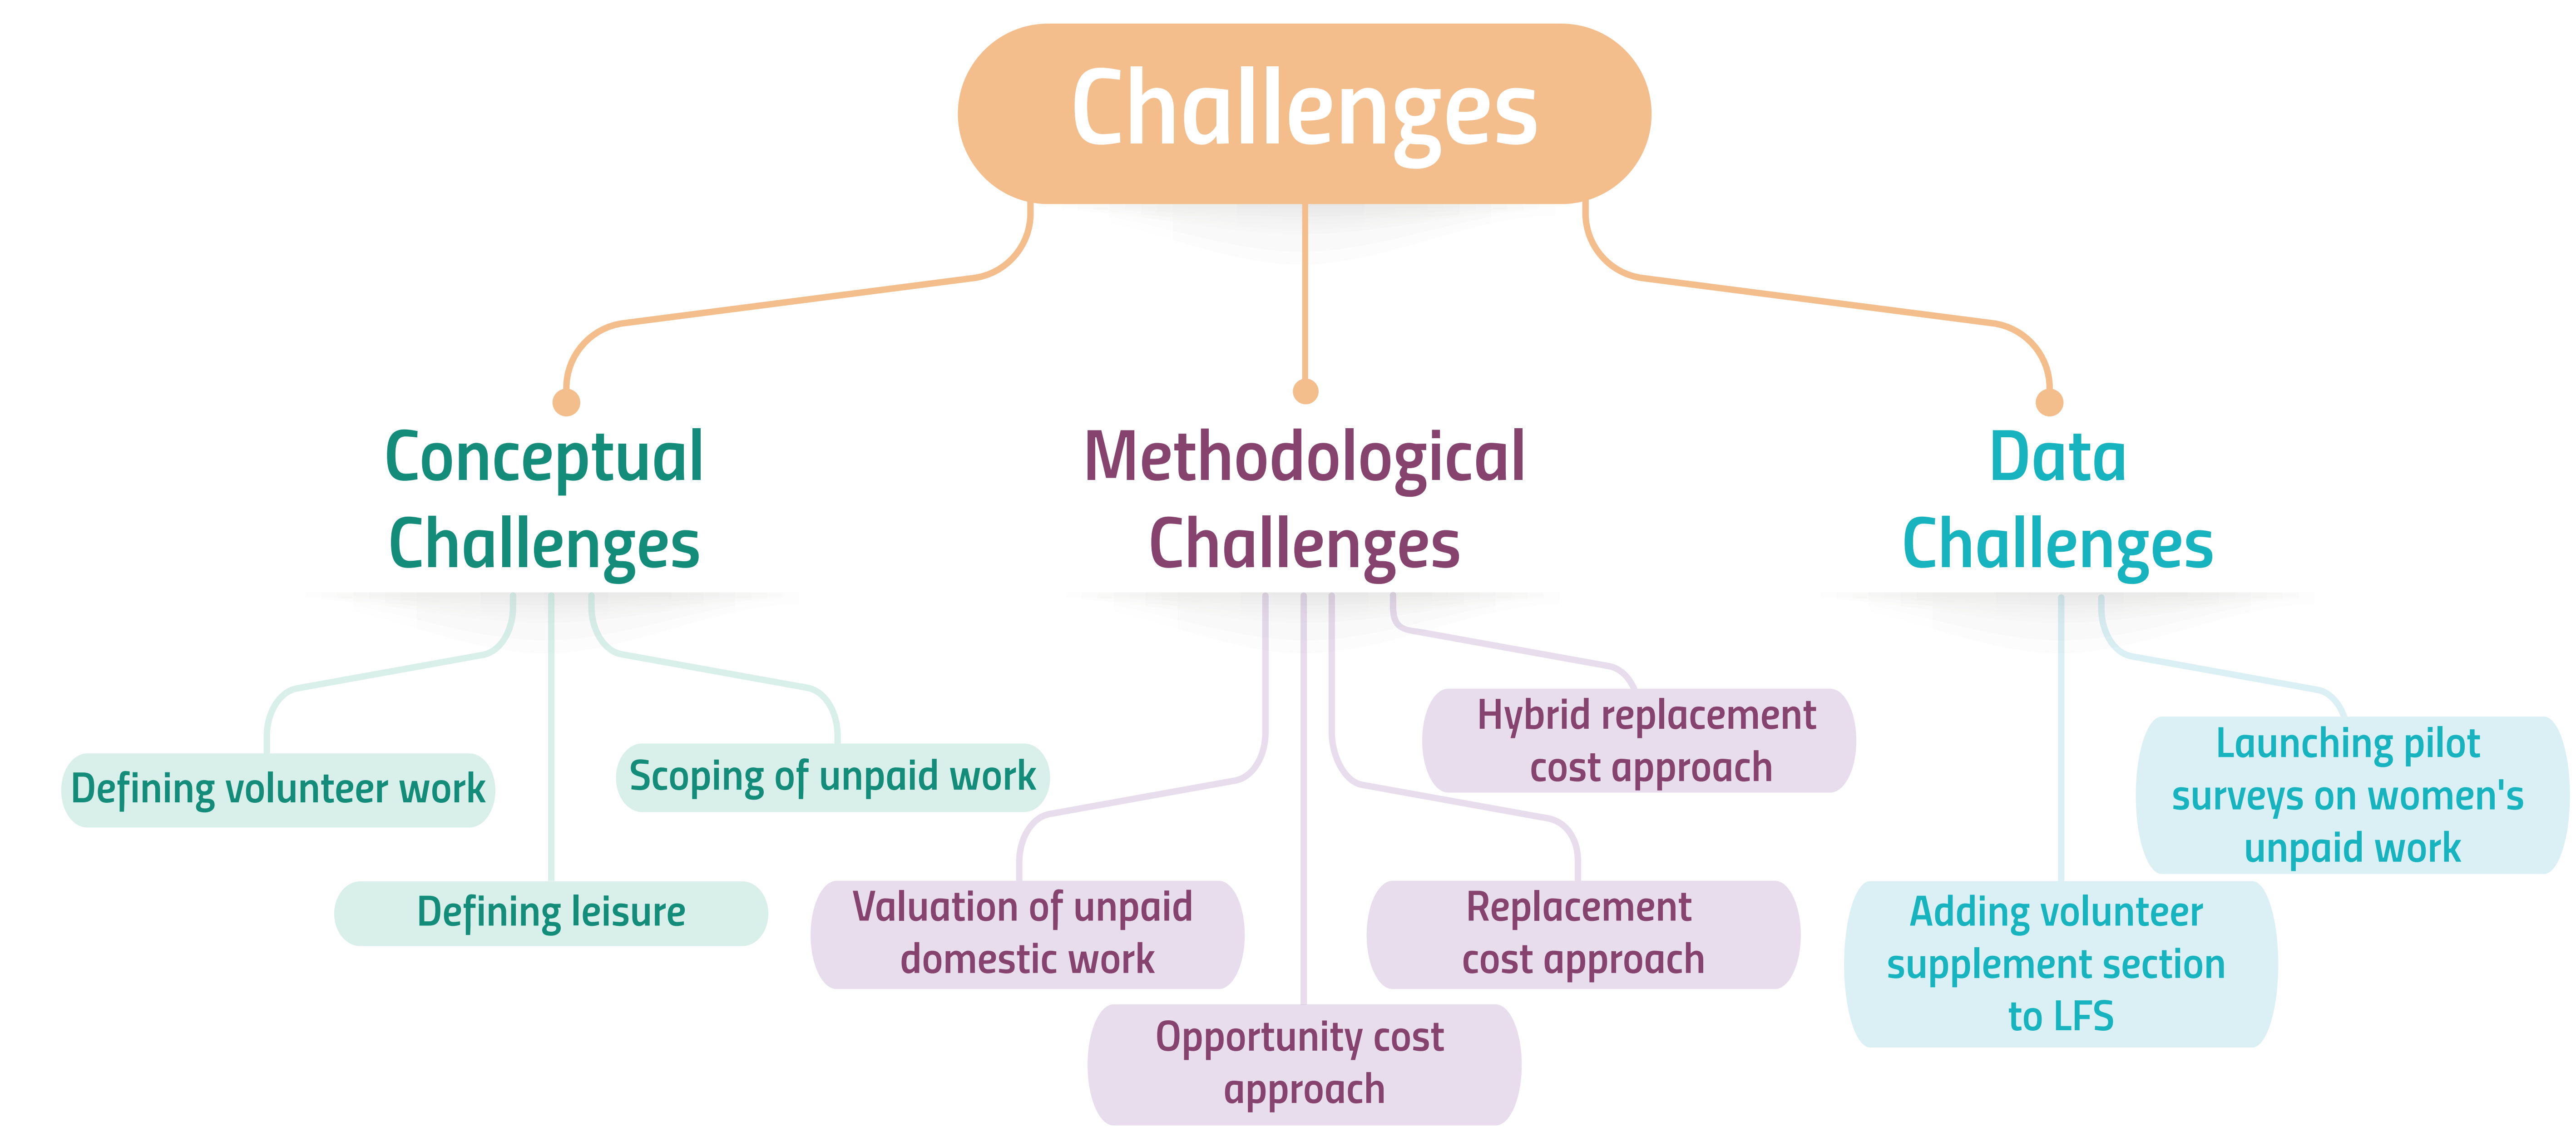 Challenges
Conceptual
Challenges
Methodological
Challenges
Data
Challenges
Defining volunteer work
Scoping of unpaid work
Defining leisure
Valuation of unpaid
domestic work
Opportunity cost
approach
Replacement
cost approach
Hybrid replacement
cost approach
Adding volunteer
supplement section
to LFS
Launching pilot
surveys on women's
unpaid work